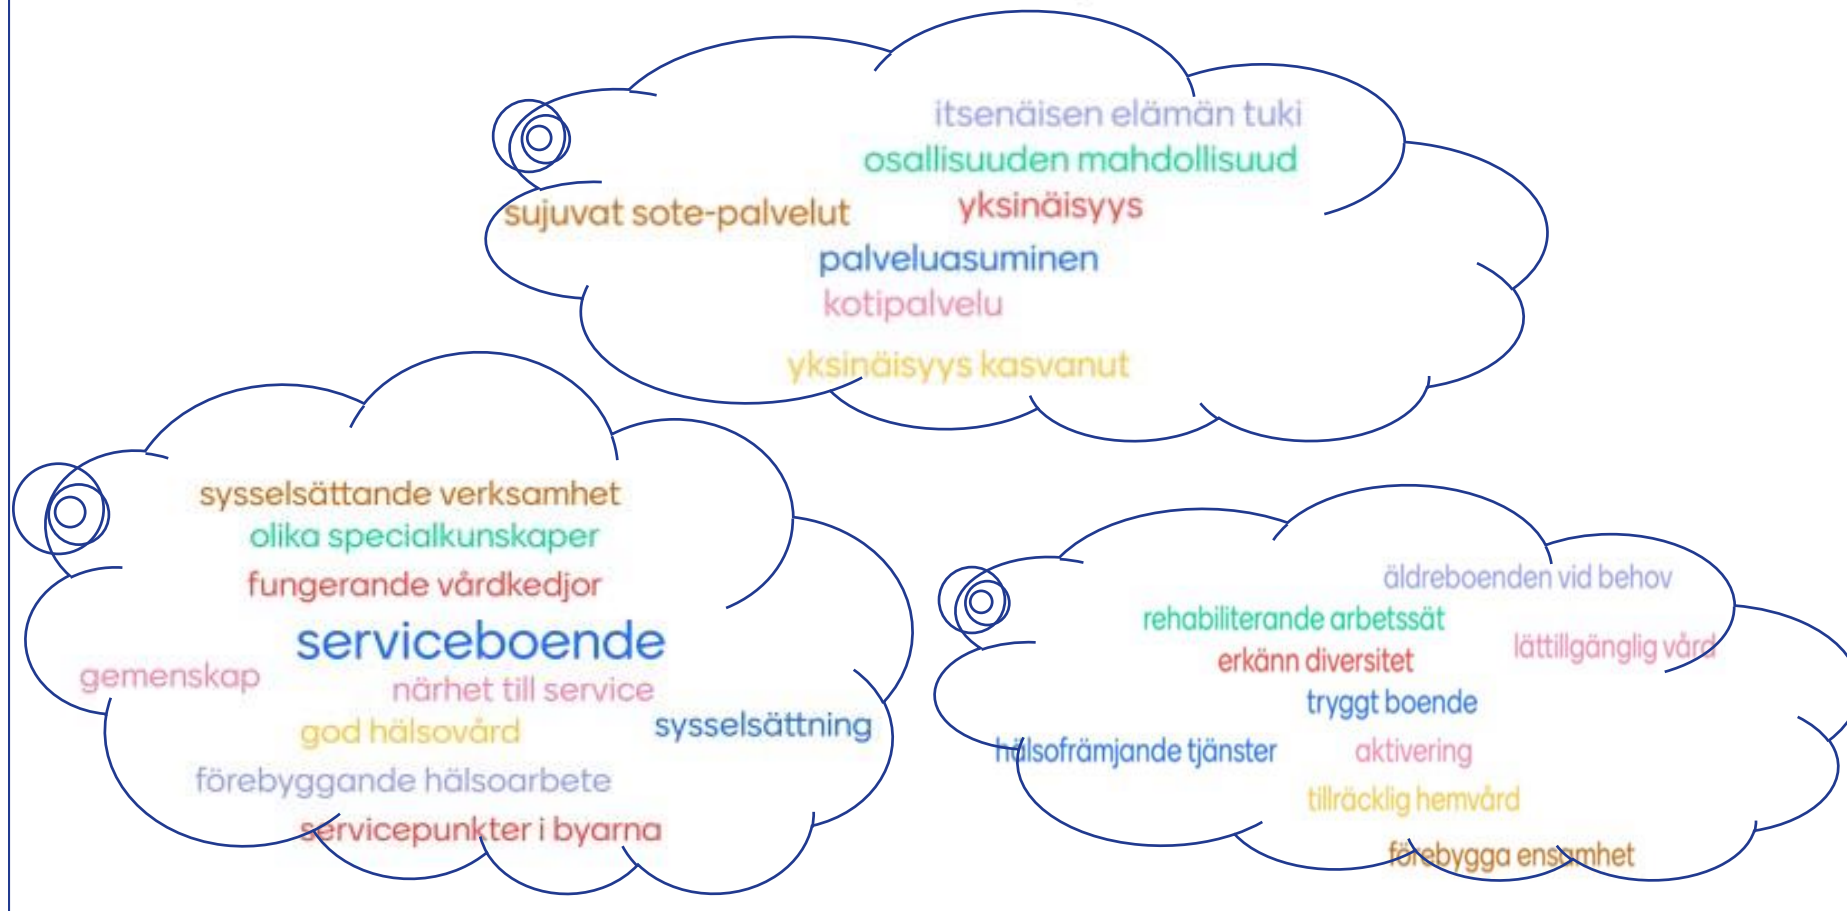 itsenäisen elämän tuki
osallisuuden mahdollisuud
yksinäisyys
sujuvat sote-palvelut
palveluasuminen
kotipalvelu
yksinäisyys kasvanut
sysselsättande verksamhet
olika specialkunskaper
fungerande vårdkedjor
serviceboende
gemenskap
närhet till service
god hälsovård
sysselsättning
förebyggande hälsoarbete
servicepunkter i byarna
äldreboenden vid behov
rehabiliterande arbetssät
lättillgänglig vård
erkänn diversitet
tryggt boende
hälsofrämjande tjänster
aktivering
tillräcklig hemvård
förebygga ensamhet